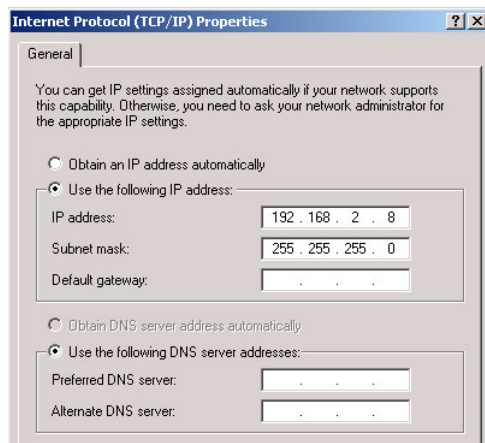 Internet Protocol (TCP/IP) Properties
General
You can get IP settings assigned automatically if your network supports
this capability. Otherwise, you need to ask your network administrator for
the appropriate IP settings.
Obtain an IP address automatically
Use the following IP address:
IP address: 192 . 168 . 2 . 8
Subnet mask: 255 . 255 . 255 . 0
Default gateway: . . .
Obtain DNS server address automatically
Use the following DNS server addresses:
Preferred DNS server: . . .
Alternate DNS server: . . .